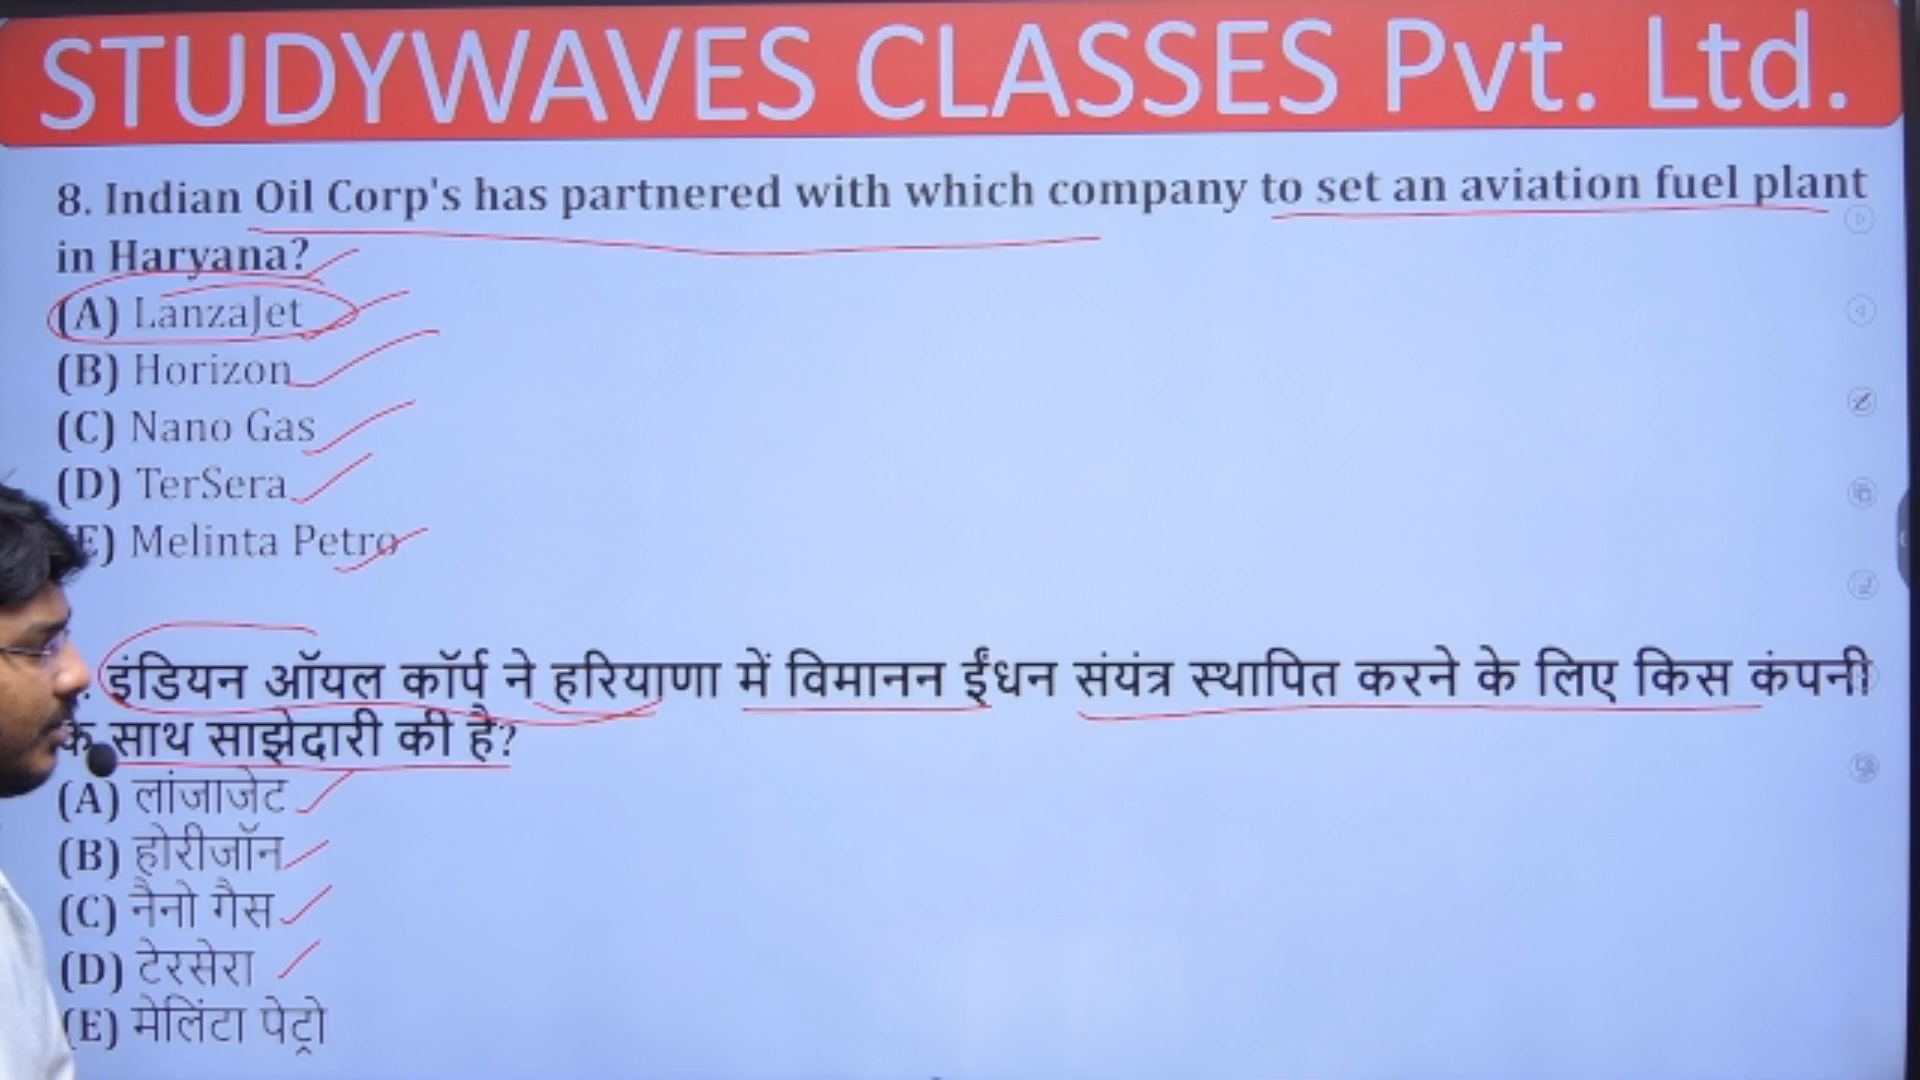 STUDYWAVES CLASSES Pvt. Ltd.
8. Indian Oil Corp's has partnered with which company to set an aviation fuel plant
in Haryana?
(A) LanzaJet
(B) Horizon
(C) Nano Gas
(D) TerSera
E) Melinta Petro
. इंडियन ऑयल कॉर्प ने हरियाणा में विमानन ईंधन संयंत्र स्थापित करने के लिए किस कंपनी
के साथ साझेदारी की है?
(A) लांजाजेट
(B) होरीजॉन
(C) नैनो गैस
(D) टेरसेरा
(E) मेलिंटा पेट्रो